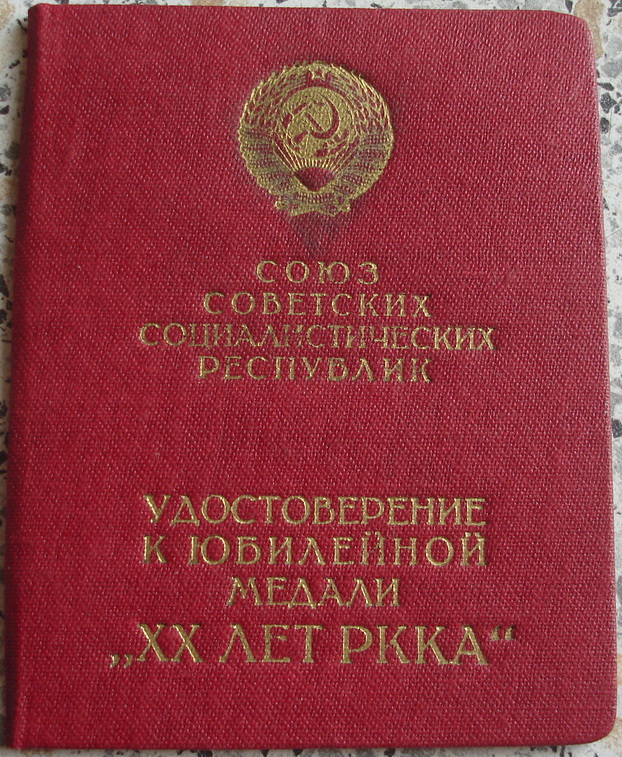 СОЮЗ
СОВЕТСКИХ
СОЦИАЛИСТИЧЕСКИХ
РЕСПУБЛИК
УДОСТОВЕРЕНИЕ
К ЮБИЛЕЙНОЙ
МЕДАЛИ
„XX ЛЕТ РККА“